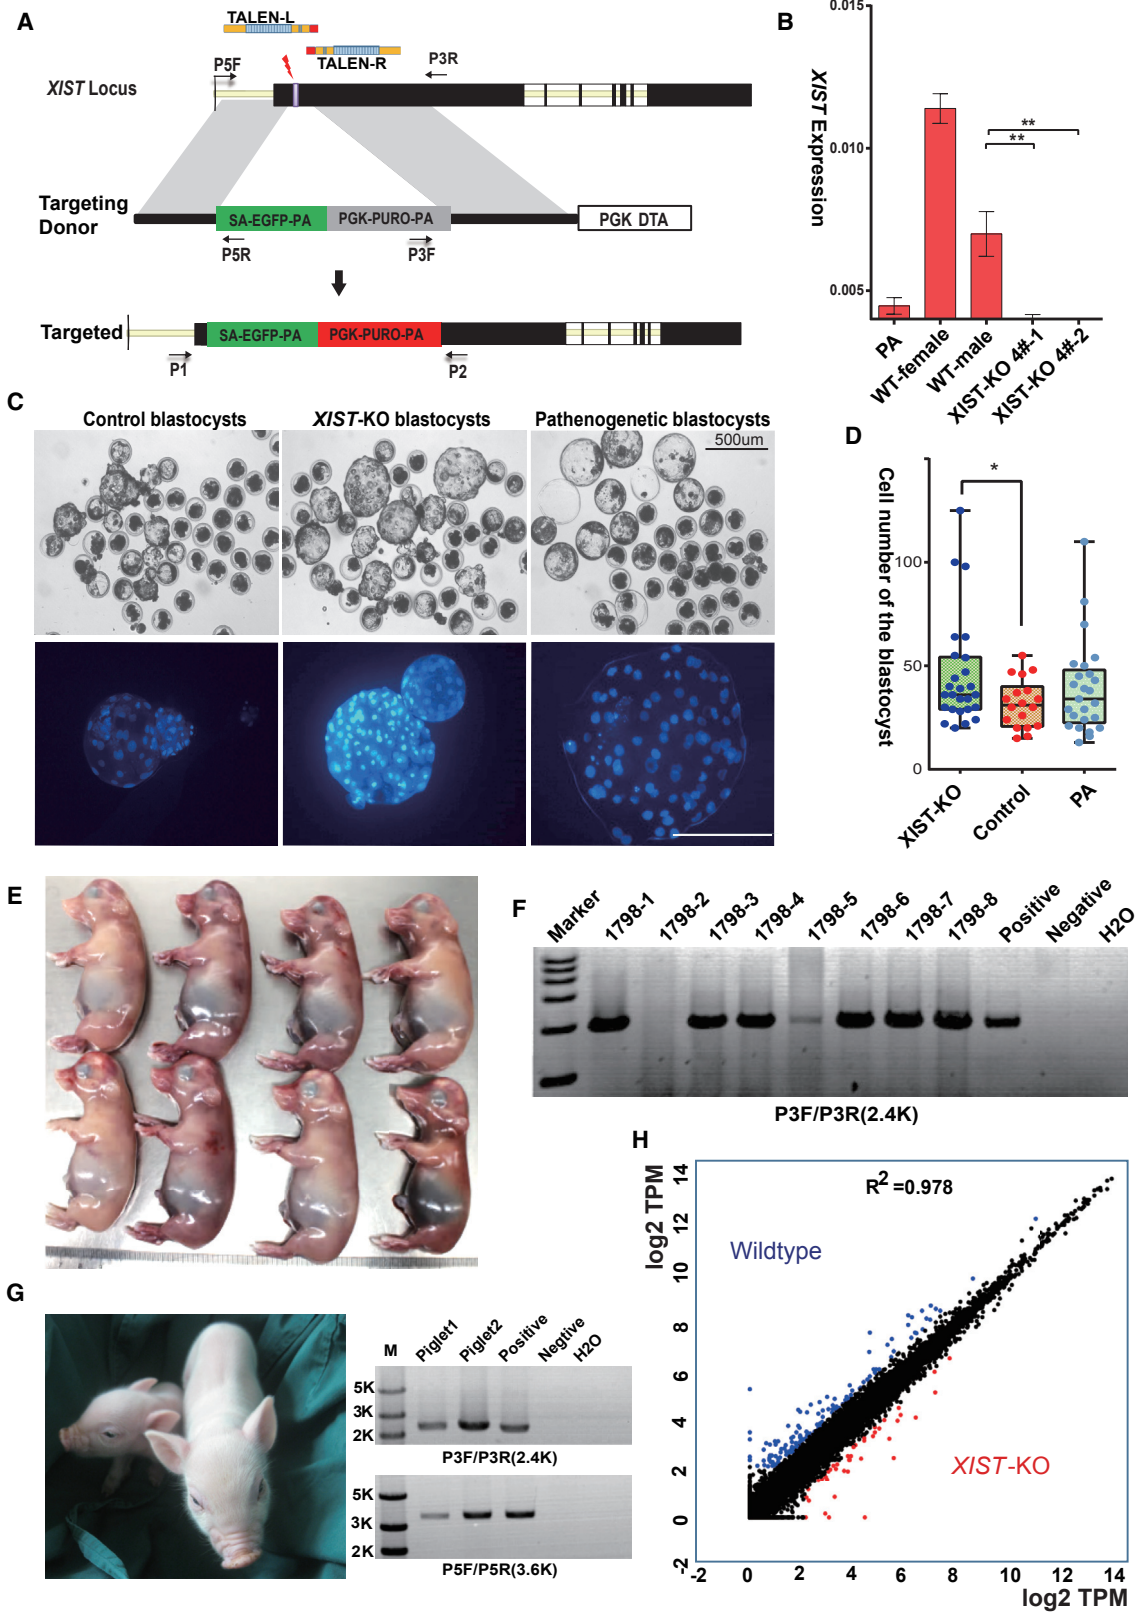 A
TALEN-L
TALEN-R
P5F
P3R
XIST Locus
Targeting
Donor
SA-EGFP-PA
PGK-PURO-PA
PGK DTA
P5R
P3F
Targeted
SA-EGFP-PA
PGK-PURO-PA
P1
P2
B
XIST Expression
0.015
0.010
0.005
**
**
PA
WT-female
WT-male
XIST-KO 4#-1
XIST-KO 4#-2
C
Control blastocysts
XIST-KO blastocysts
Pathenogenetic blastocysts
500um
D
Cell number of the blastocyst
100
50
0
*
XIST-KO
Control
PA
E
F
Marker
1798-1
1798-2
1798-3
1798-4
1798-5
1798-6
1798-7
1798-8
Positive
Negative
H2O
P3F/P3R(2.4K)
G
M
Piglet1
Piglet2
Positive
Negtive
H2O
5K
3K
2K
P3F/P3R(2.4K)
5K
3K
2K
P5F/P5R(3.6K)
H
log2 TPM
14
12
10
8
6
4
2
0
-2
R2 =0.978
Wildtype
XIST-KO
-2
0
2
4
6
8
10
12
14
log2 TPM